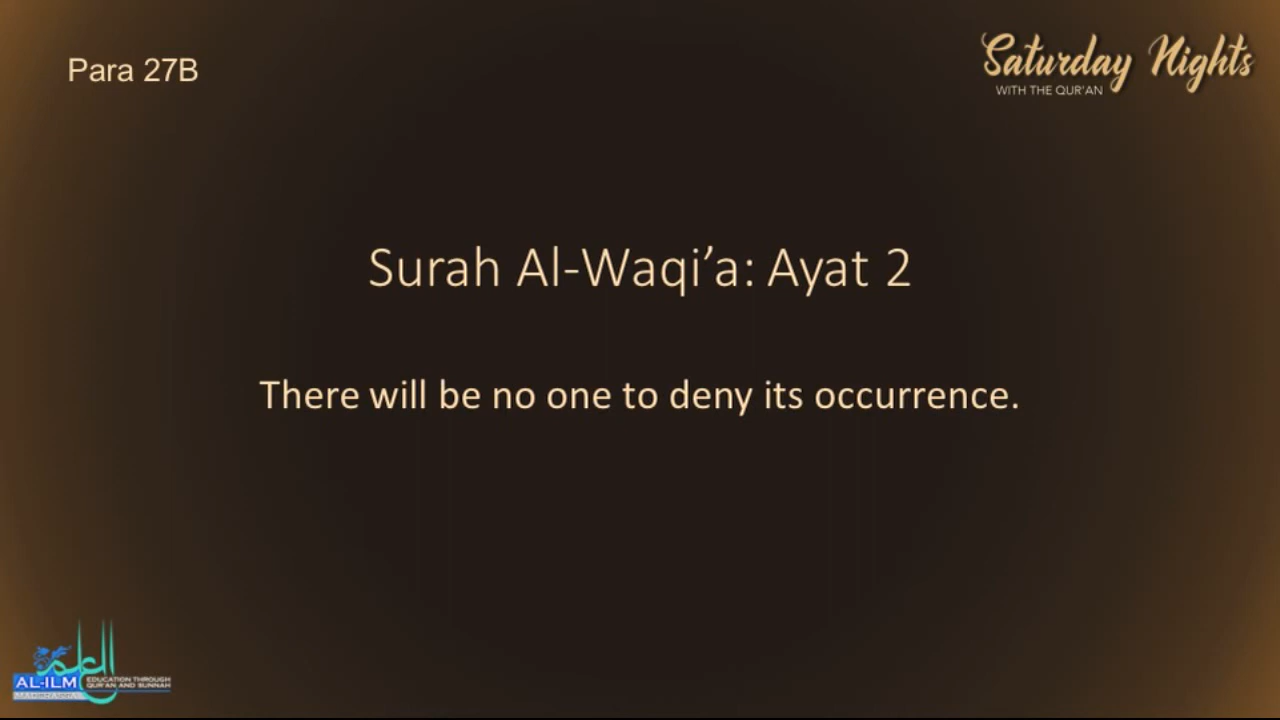 Para 27B
Saturday Nights
WITH THE QUR'AN
Surah Al-Waqi’a: Ayat 2
There will be no one to deny its occurrence.
العلم
AL-ILM
EDUCATION THROUGH
QUR'AN AND SUNNAH